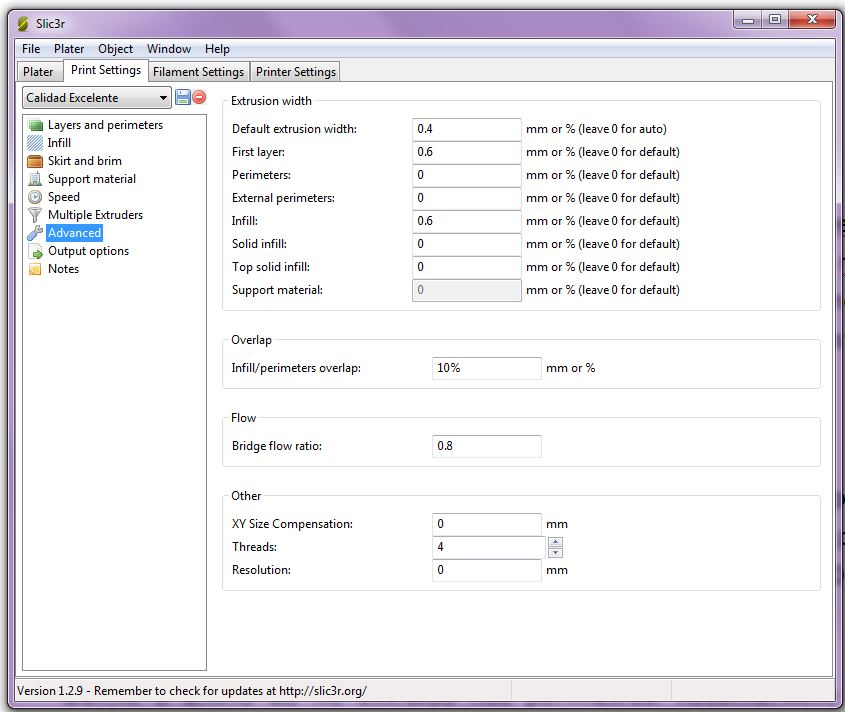 Slic3r
File Plater Object Window Help
Plater Print Settings Filament Settings Printer Settings
Calidad Excelente
Layers and perimeters
Infill
Skirt and brim
Support material
Speed
Multiple Extruders
Advanced
Output options
Notes
Extrusion width
Default extrusion width: 0.4 mm or % (leave 0 for auto)
First layer: 0.6 mm or % (leave 0 for default)
Perimeters: 0 mm or % (leave 0 for default)
External perimeters: 0 mm or % (leave 0 for default)
Infill: 0.6 mm or % (leave 0 for default)
Solid infill: 0 mm or % (leave 0 for default)
Top solid infill: 0 mm or % (leave 0 for default)
Support material: 0 mm or % (leave 0 for default)
Overlap
Infill/perimeters overlap: 10% mm or %
Flow
Bridge flow ratio: 0.8
Other
XY Size Compensation: 0 mm
Threads: 4
Resolution: 0 mm
Version 1.2.9 - Remember to check for updates at http://slic3r.org/